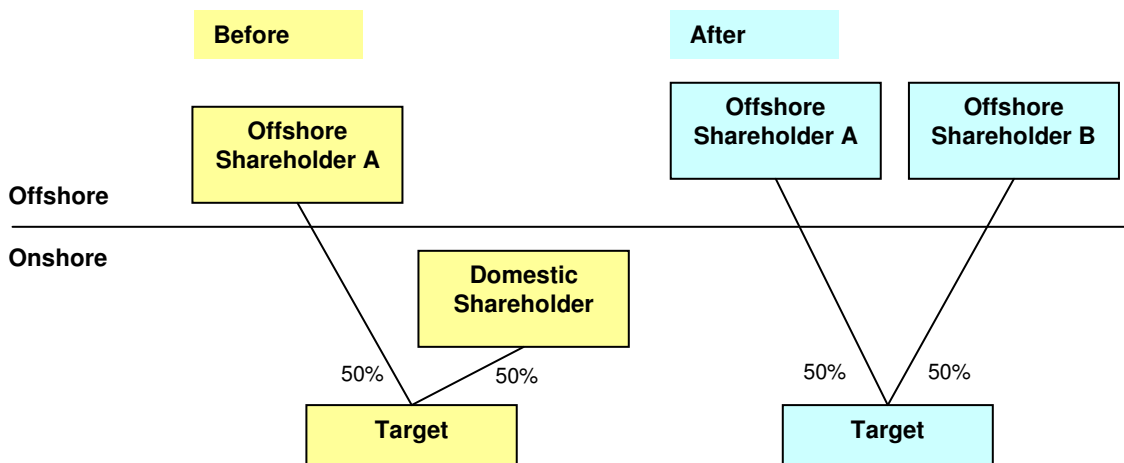 Before
After
Offshore
Shareholder A
Offshore
Shareholder A
Offshore
Shareholder B
Offshore
Onshore
Domestic
Shareholder
50%
50%
50%
50%
Target
Target